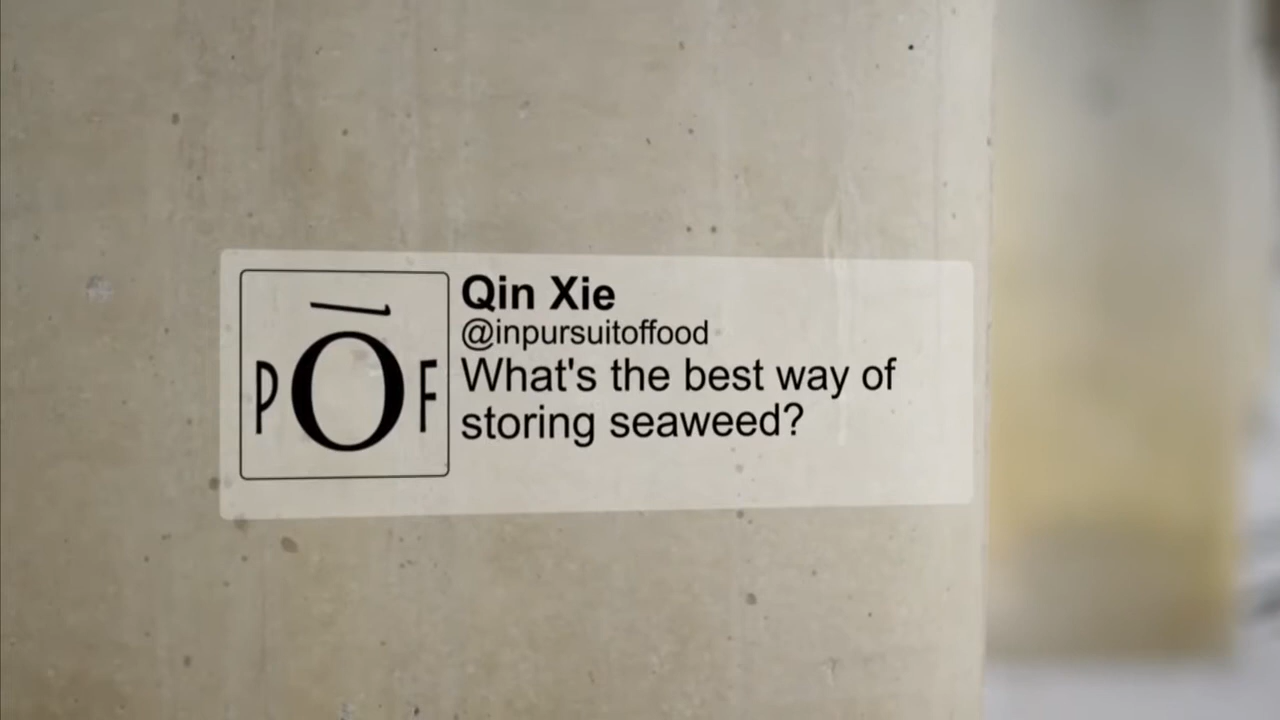 PŌF
Qin Xie
@inpursuitoffood
What's the best way of
storing seaweed?